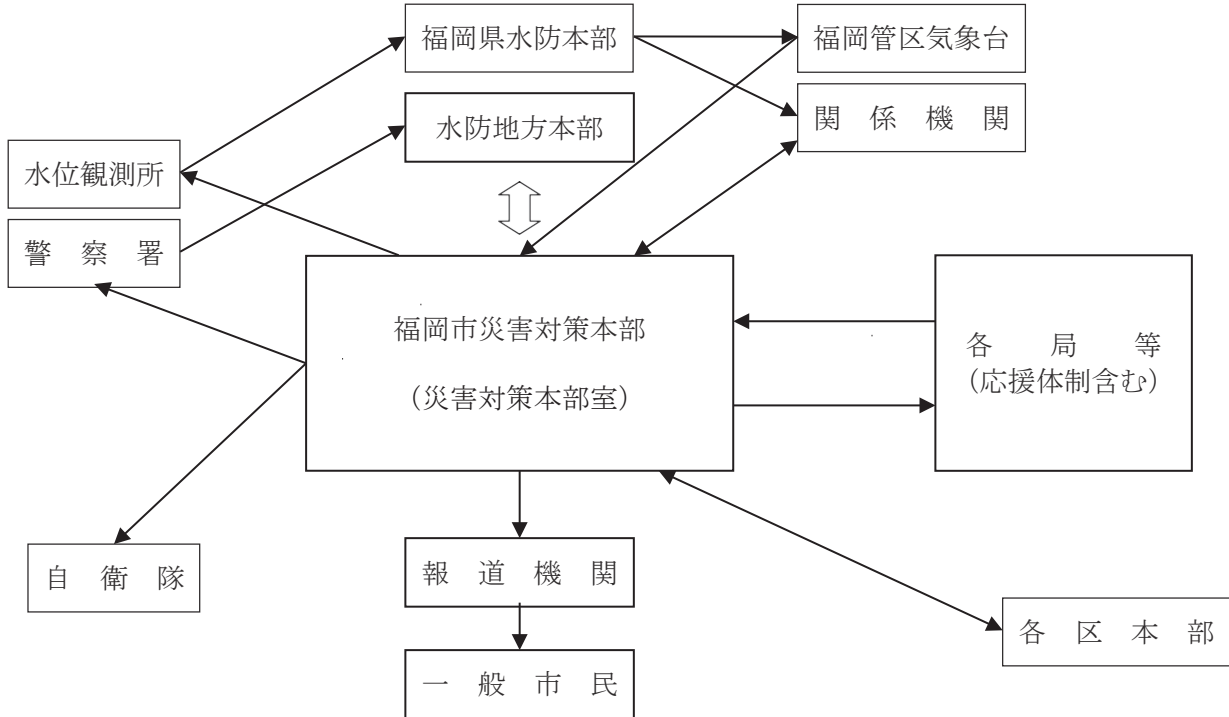 福岡県水防本部
福岡管区気象台
水防地方本部
関係機関
水位観測所
警察署
福岡市災害対策本部
（災害対策本部室）
各局等
（応援体制含む）
自衛隊
報道機関
各区本部
一般市民